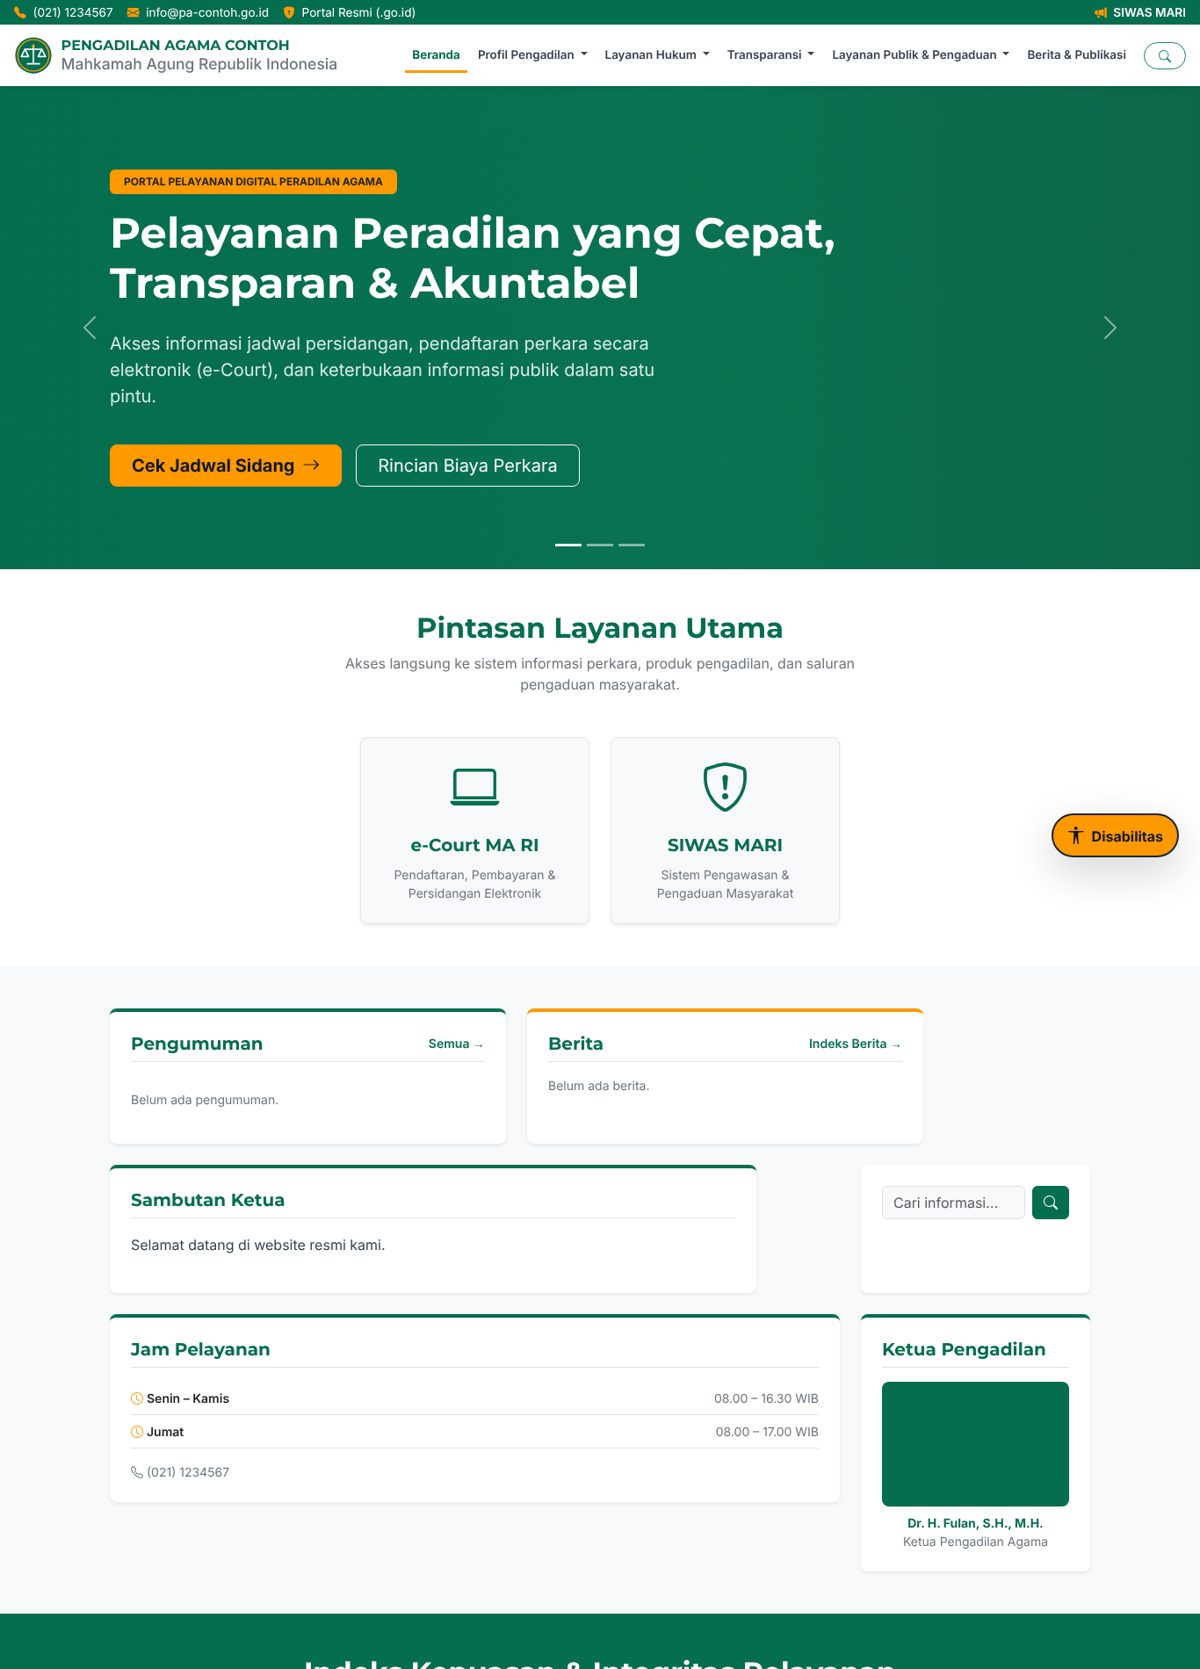 (021) 1234567 info@pa-contoh.go.id Portal Resmi (.go.id) SIWAS MARI
PENGADILAN AGAMA CONTOH
Mahkamah Agung Republik Indonesia
Beranda Profil Pengadilan Layanan Hukum Transparansi Layanan Publik & Pengaduan Berita & Publikasi
PORTAL PELAYANAN DIGITAL PERADILAN AGAMA
Pelayanan Peradilan yang Cepat,
Transparan & Akuntabel
Akses informasi jadwal persidangan, pendaftaran perkara secara
elektronik (e-Court), dan keterbukaan informasi publik dalam satu
pintu.
Cek Jadwal Sidang →
Rincian Biaya Perkara
Pintasan Layanan Utama
Akses langsung ke sistem informasi perkara, produk pengadilan, dan saluran
pengaduan masyarakat.
e-Court MA RI
Pendaftaran, Pembayaran &
Persidangan Elektronik
SIWAS MARI
Sistem Pengawasan &
Pengaduan Masyarakat
Disabilitas
Pengumuman
Semua →
Belum ada pengumuman.
Berita
Indeks Berita →
Belum ada berita.
Sambutan Ketua
Selamat datang di website resmi kami.
Cari informasi...
Jam Pelayanan
Senin – Kamis 08.00 – 16.30 WIB
Jumat 08.00 – 17.00 WIB
(021) 1234567
Ketua Pengadilan
Dr. H. Fulan, S.H., M.H.
Ketua Pengadilan Agama
Indeks Kepuasan & Integritas Pelayanan